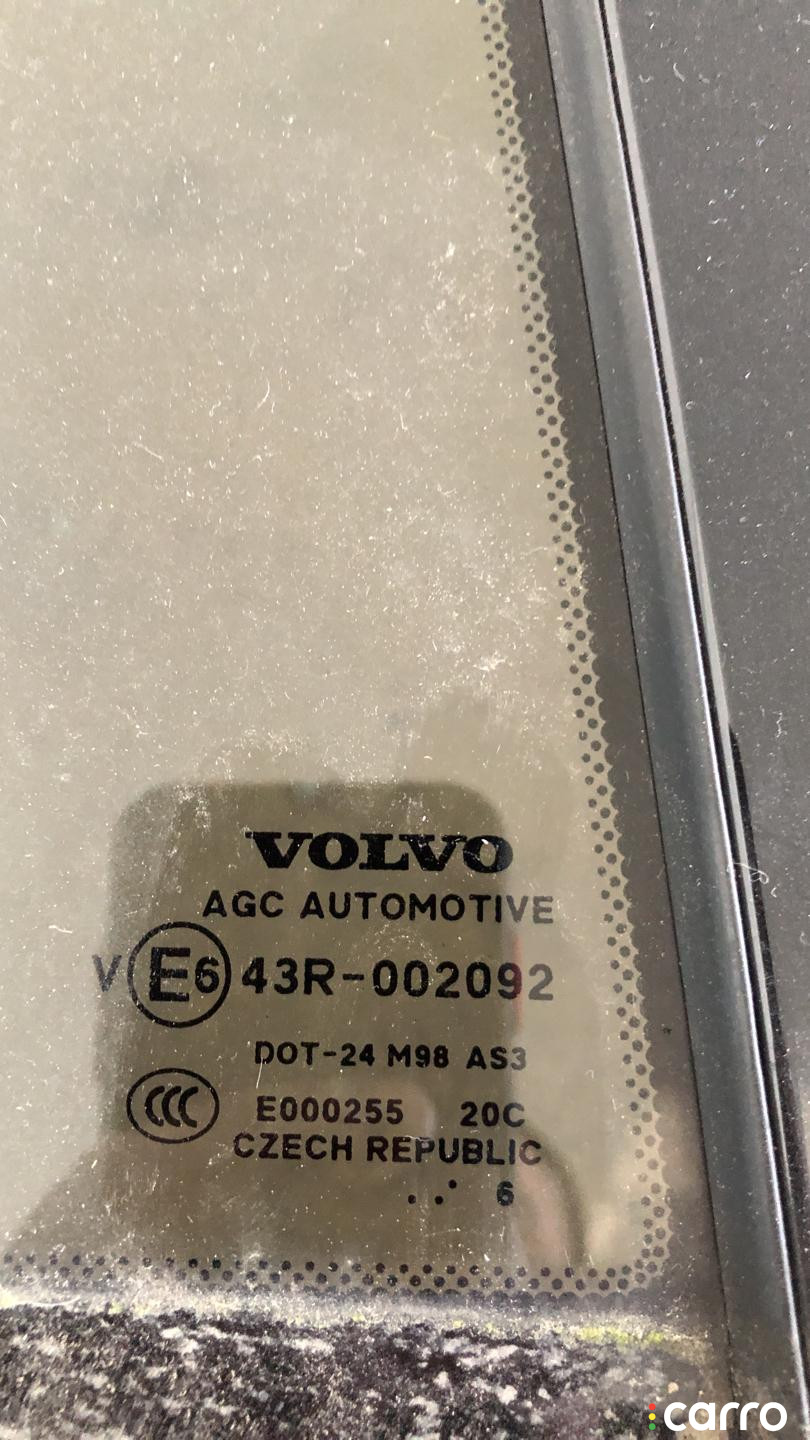 VOLVO
AGC AUTOMOTIVE
V E6 43R-002092
DOT-24 M98 AS3
CCC E000255 20C
CZECH REPUBLIC
. .· 6
carro